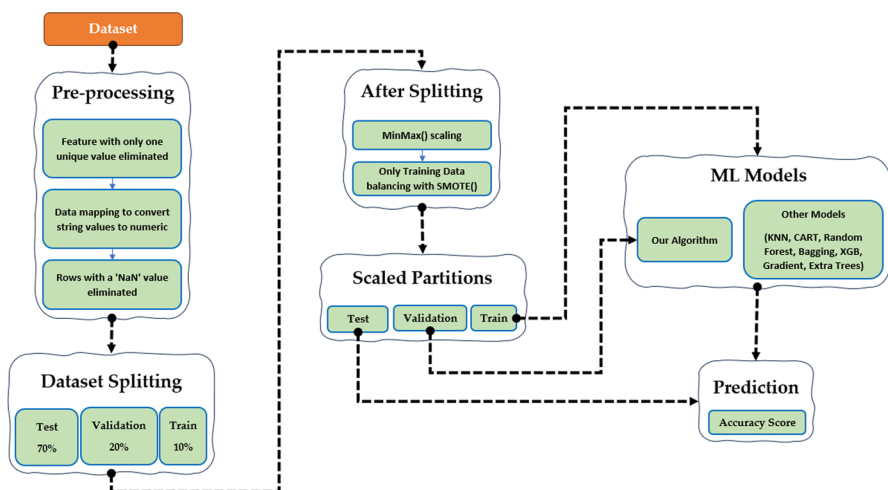 Dataset
Pre-processing
Feature with only one
unique value eliminated
Data mapping to convert
string values to numeric
Rows with a 'NaN' value
eliminated
Dataset Splitting
Test
70%
Validation
20%
Train
10%
After Splitting
MinMax() scaling
Only Training Data
balancing with SMOTE()
Scaled Partitions
Test
Validation
Train
ML Models
Our Algorithm
Other Models
(KNN, CART, Random
Forest, Bagging, XGB,
Gradient, Extra Trees)
Prediction
Accuracy Score